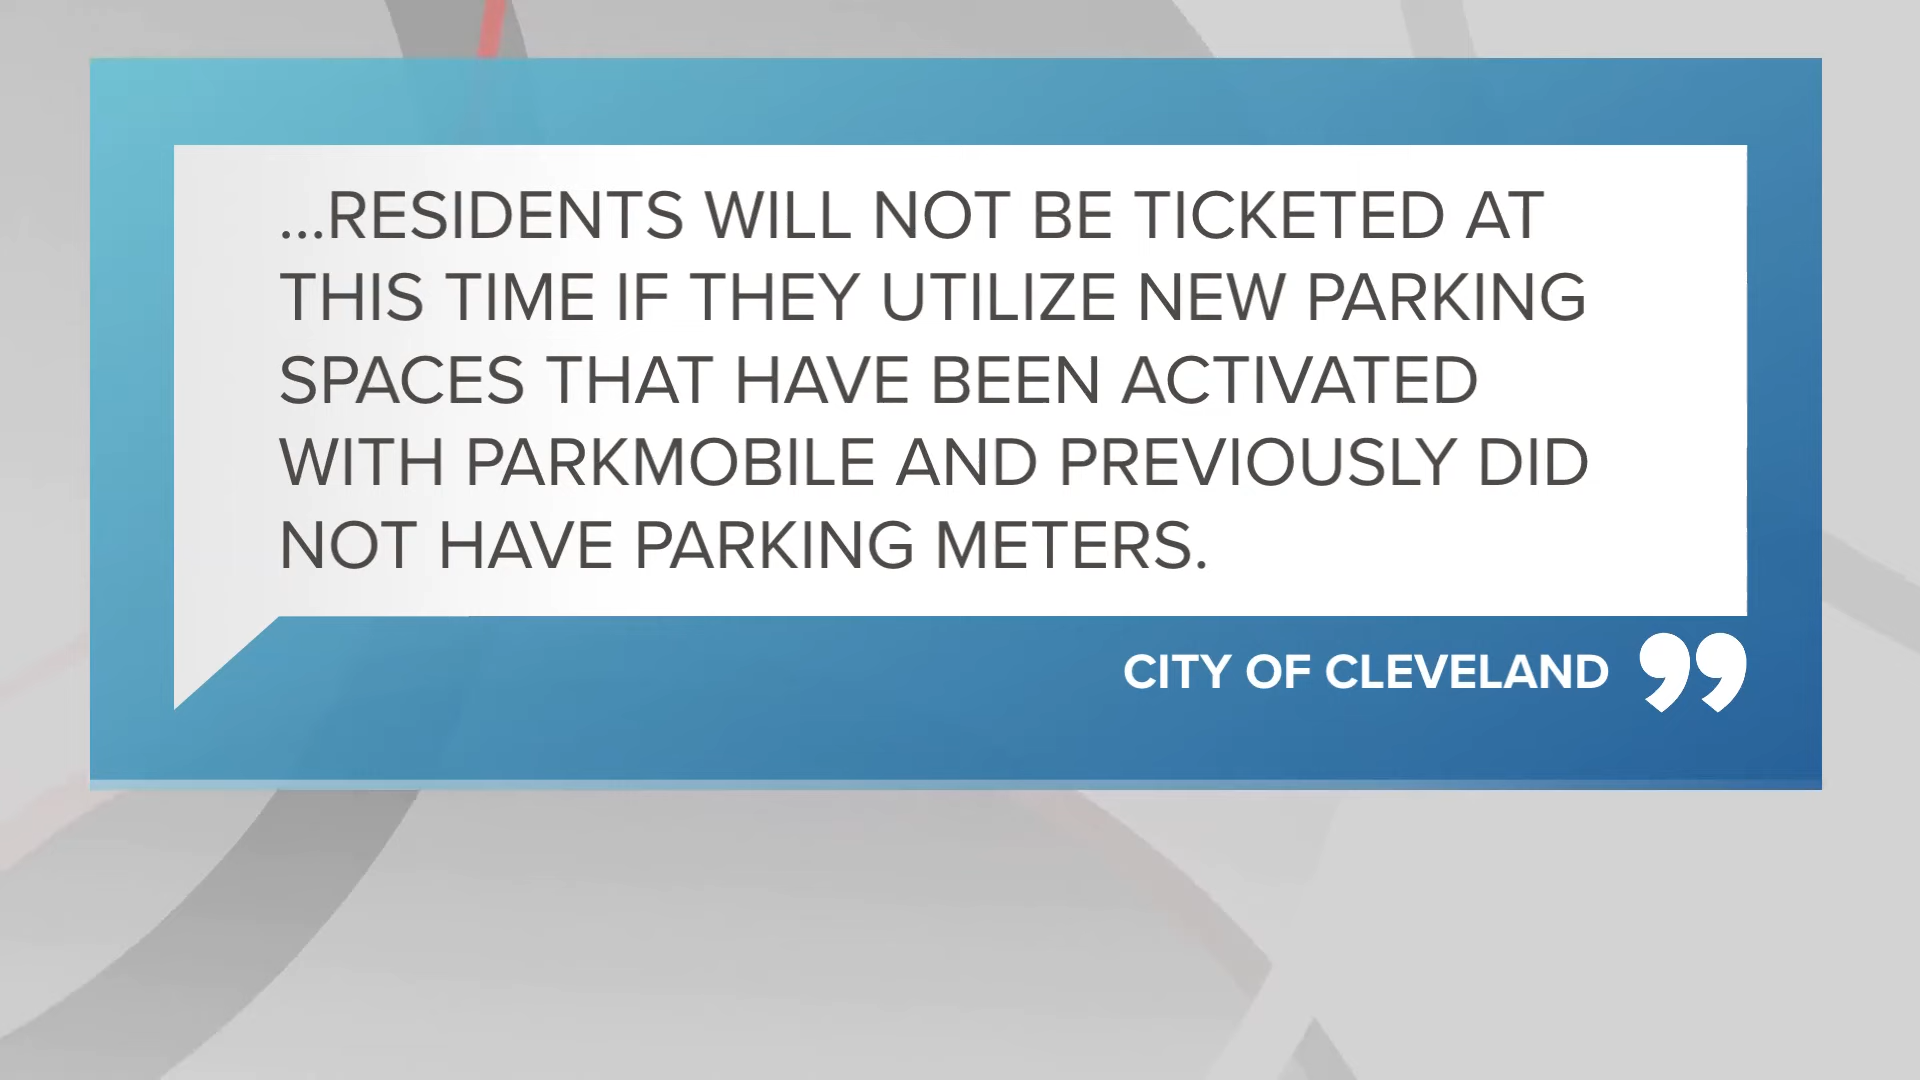 ...RESIDENTS WILL NOT BE TICKETED AT
THIS TIME IF THEY UTILIZE NEW PARKING
SPACES THAT HAVE BEEN ACTIVATED
WITH PARKMOBILE AND PREVIOUSLY DID
NOT HAVE PARKING METERS.
CITY OF CLEVELAND ”